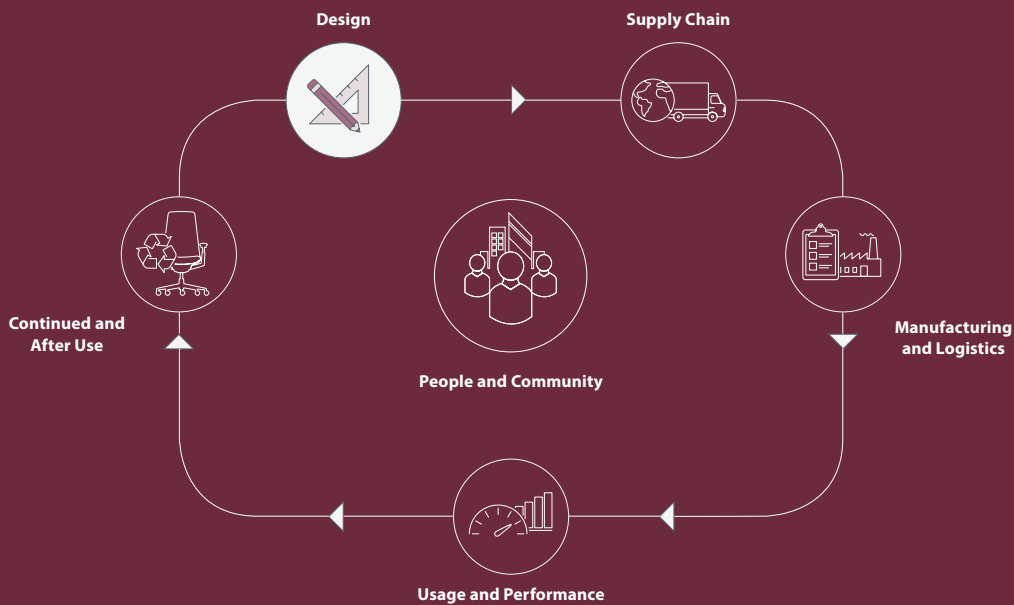 Design
Supply Chain
Continued and
After Use
Manufacturing
and Logistics
People and Community
Usage and Performance